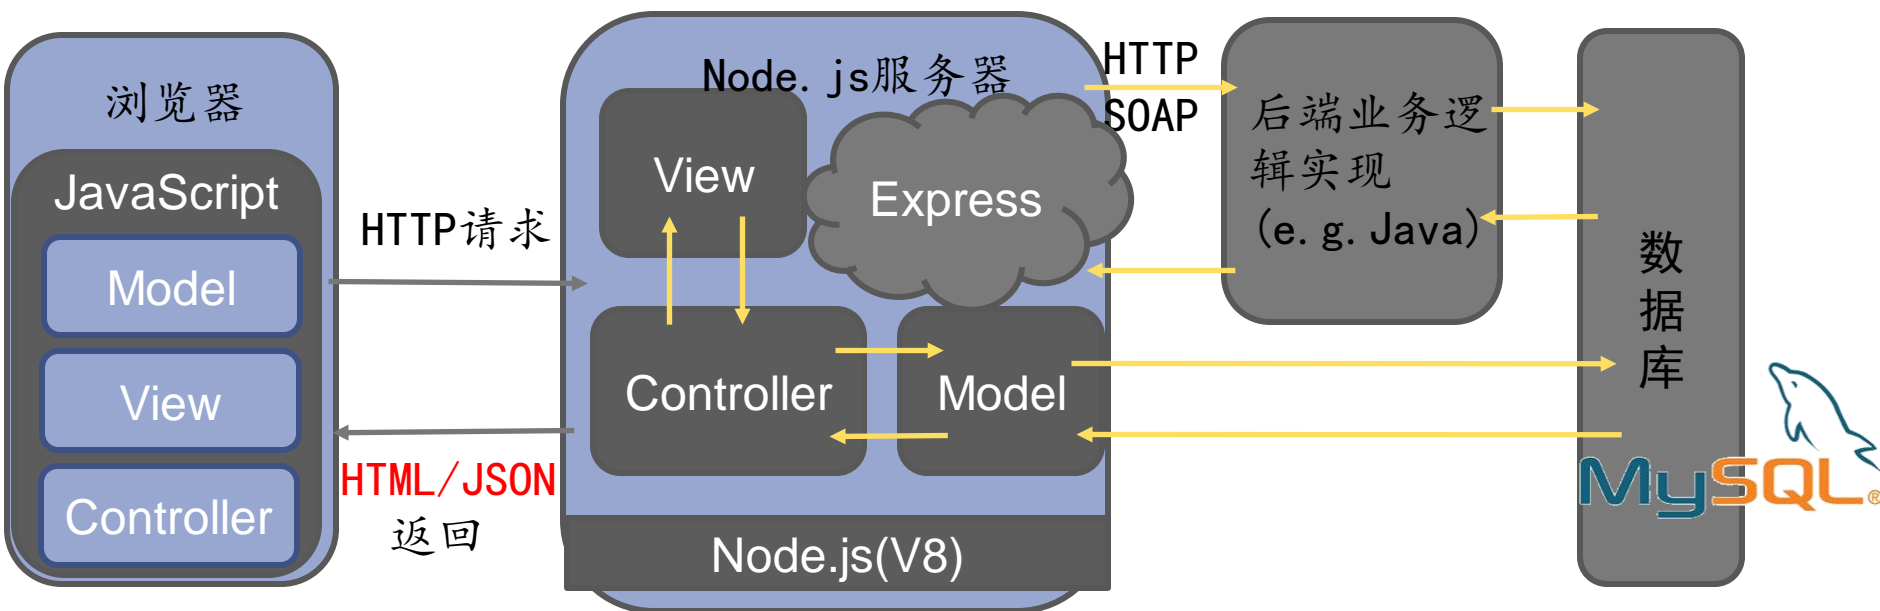 浏览器
JavaScript
Model
View
Controller
HTTP请求
HTML/JSON
返回
Node.js服务器
View
Express
Controller
Model
Node.js(V8)
HTTP
SOAP
后端业务逻
辑实现
(e.g.Java)
数
据
库
MySQL®